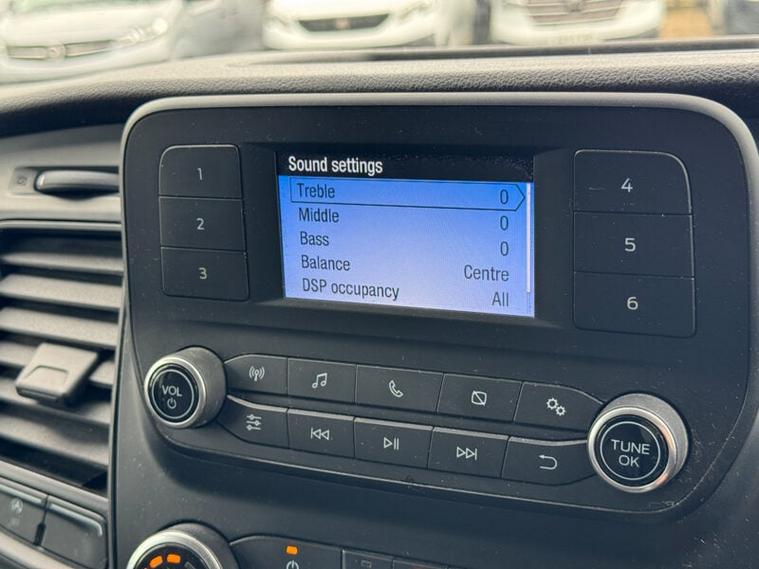 Sound settings
Treble 0
Middle 0
Bass 0
Balance Centre
DSP occupancy All
1
2
3
4
5
6
VOL
TUNE
OK